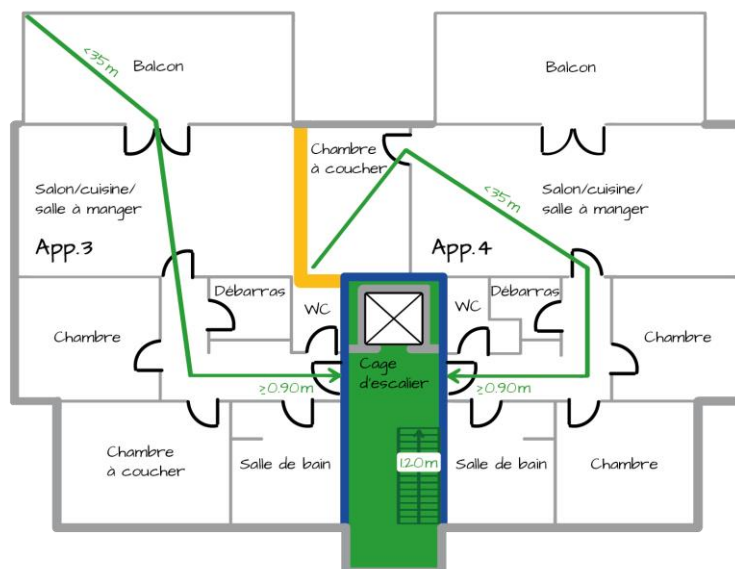 <35 m
Balcon
Balcon
Chambre
à coucher
Salon/cuisine/
salle à manger
<35 m
Salon/cuisine/
salle à manger
App.3
App.4
Débarras
WC
WC
Débarras
Chambre
Chambre
Cage
d'escalier
≥0.90m
≥0.90m
Chambre
à coucher
Salle de bain
1.20m
Salle de bain
Chambre